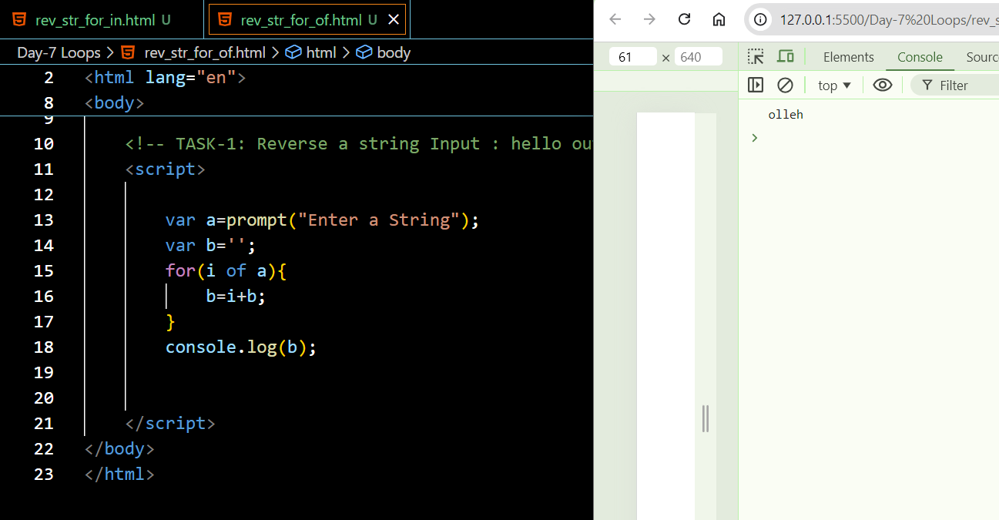 rev_str_for_in.html U
rev_str_for_of.html U
Day-7 Loops > rev_str_for_of.html > html > body
2 <html lang="en">
8 <body>
9
10 <!-- TASK-1: Reverse a string Input : hello ou
11 <script>
12
13 var a=prompt("Enter a String");
14 var b='';
15 for(i of a){
16 b=i+b;
17 }
18 console.log(b);
19
20
21 </script>
22 </body>
23 </html>
127.0.0.1:5500/Day-7%20Loops/rev_s
61 × 640
Elements Console Sourc
top ▼ Filter
olleh
>